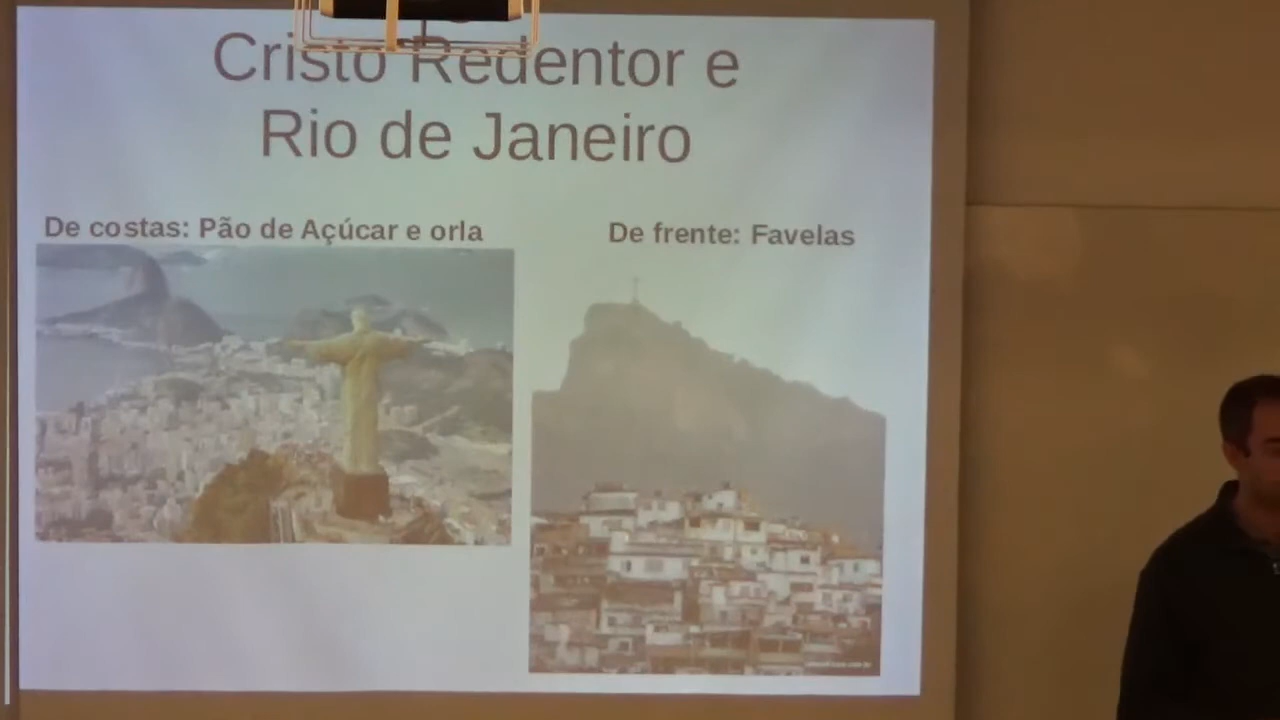 Cristo Redentor e
Rio de Janeiro
De costas: Pão de Açúcar e orla
De frente: Favelas